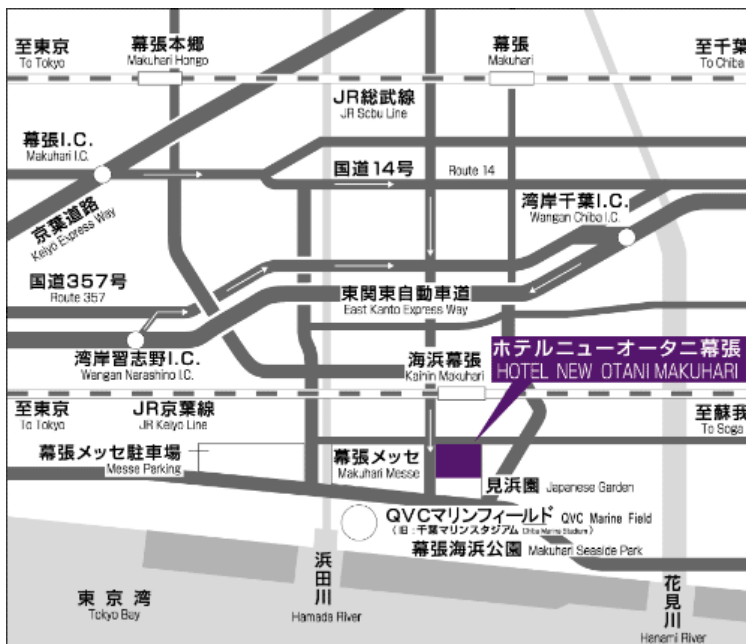 至東京
To Tokyo
幕張本郷
Makuhari Hongo
幕張
Makuhari
至千葉
To Chiba
JR総武線
JR Sobu Line
幕張I.C.
Makuhari I.C.
国道14号
Route 14
湾岸千葉I.C.
Wangan Chiba I.C.
京葉道路
Keiyo Express Way
国道357号
Route 357
東関東自動車道
East Kanto Express Way
湾岸習志野I.C.
Wangan Narashino I.C.
海浜幕張
Kaihin Makuhari
ホテルニューオータニ幕張
HOTEL NEW OTANI MAKUHARI
至東京
To Tokyo
JR京葉線
JR Keiyo Line
至蘇我
To Soga
幕張メッセ駐車場
Messe Parking
幕張メッセ
Makuhari Messe
見浜園 Japanese Garden
QVCマリンフィールド QVC Marine Field
(旧:千葉マリンスタジアム Chiba Marine Stadium)
幕張海浜公園 Makuhari Seaside Park
東京湾
Tokyo Bay
浜田川
Hamada River
花見川
Hanami River